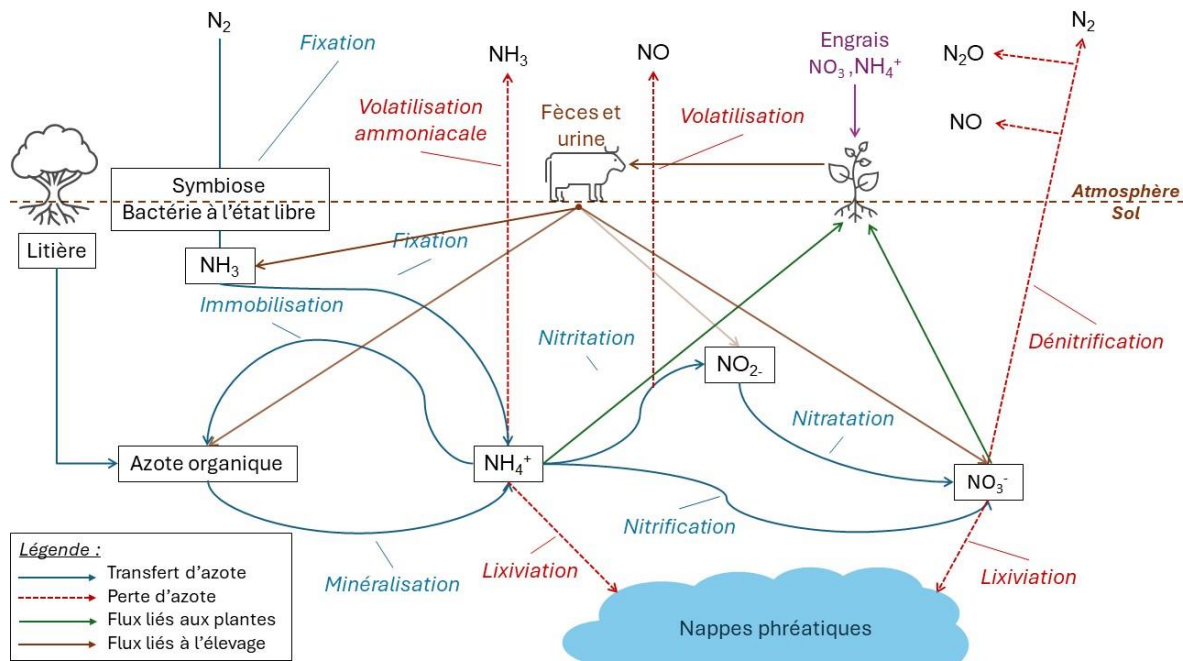 N₂
Fixation
NH₃
NO
Engrais
NO₃ ,NH₄⁺
N₂O
N₂
NO
Volatilisation
ammoniacale
Fèces et
urine
Volatilisation
Symbiose
Bactérie à l'état libre
Atmosphère
Sol
Litière
NH₃
Fixation
Immobilisation
Nitritation
NO₂-
Dénitrification
Nitratation
Azote organique
NH₄⁺
NO₃⁻
Nitrification
Minéralisation
Lixiviation
Lixiviation
Nappes phréatiques
Légende :
Transfert d'azote
Perte d'azote
Flux liés aux plantes
Flux liés à l'élevage